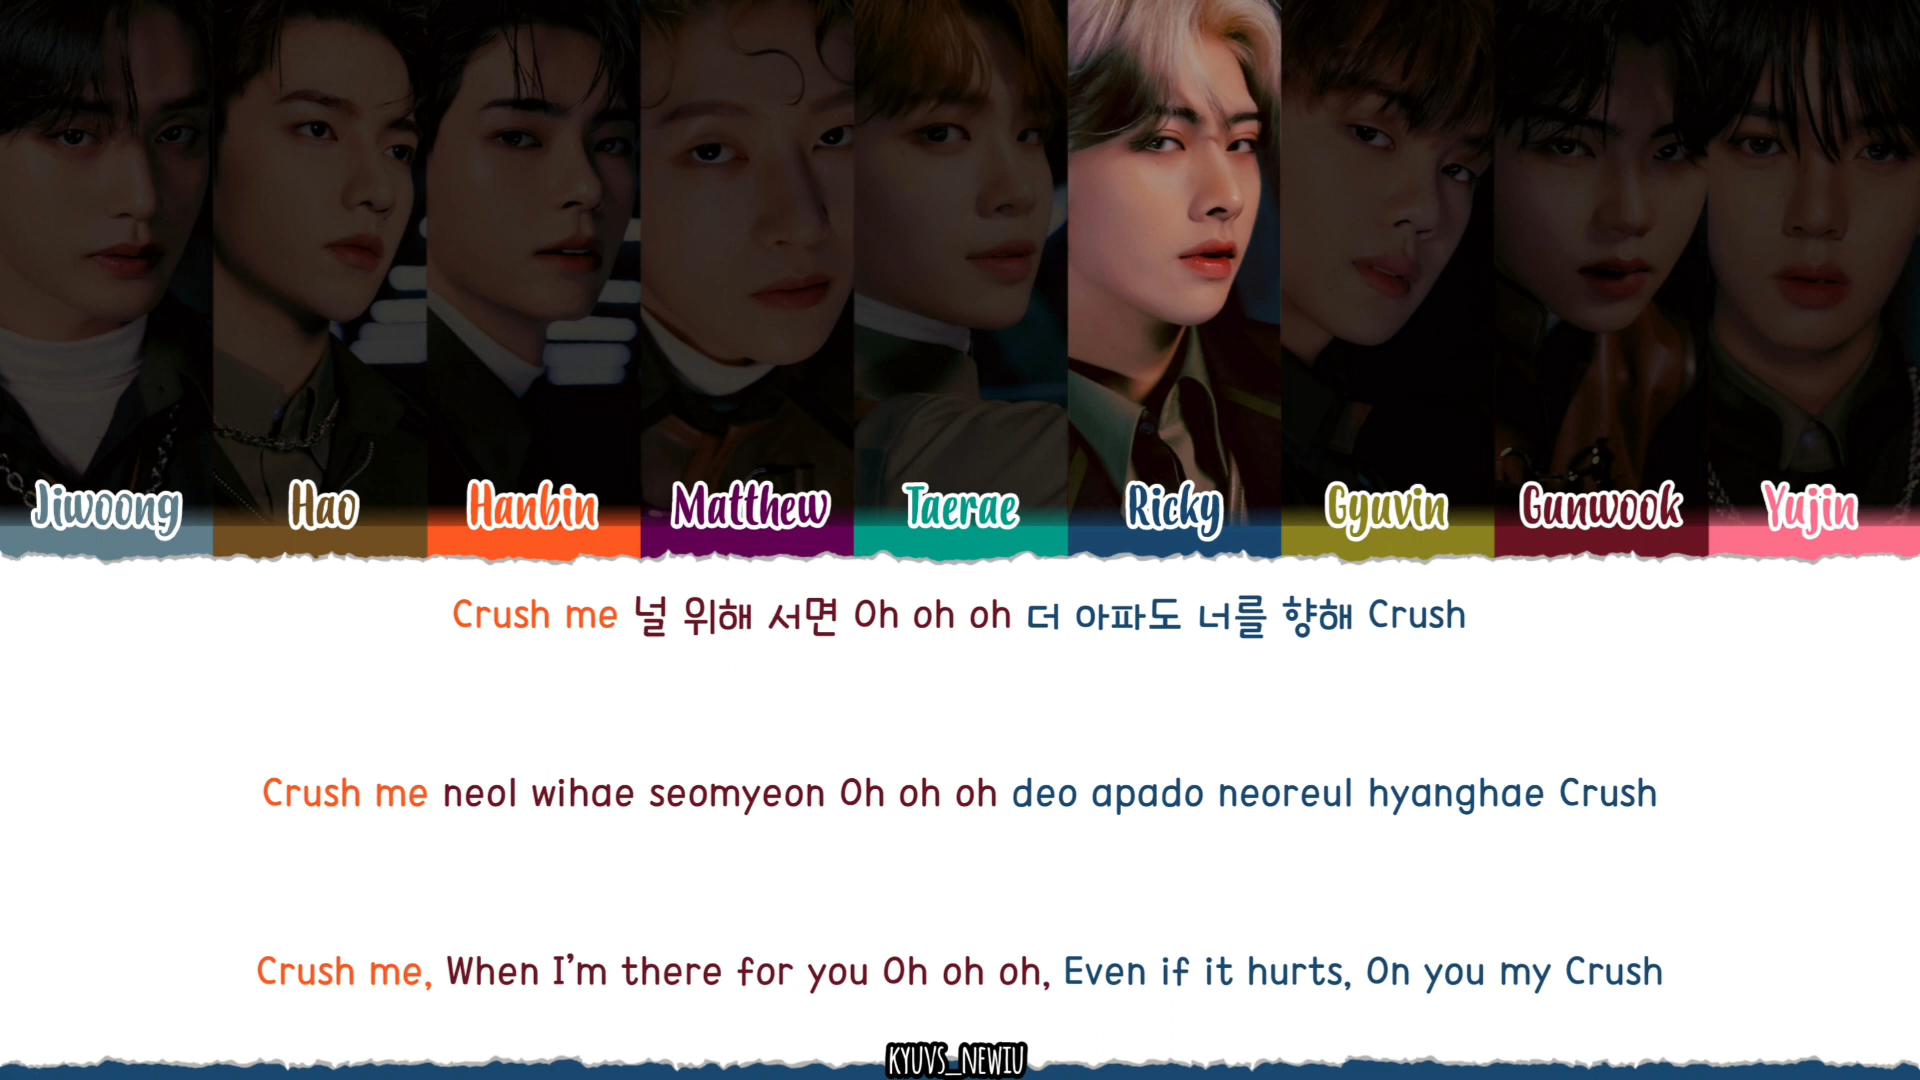 Jiwoong Hao Hanbin Matthew Taerae Ricky Gyuvin Gunwook Yujin
Crush me 널 위해 서면 Oh oh oh 더 아파도 너를 향해 Crush
Crush me neol wihae seomyeon Oh oh oh deo apado neoreul hyanghae Crush
Crush me, When I'm there for you Oh oh oh, Even if it hurts, On you my Crush
KYUVS_NEWIU